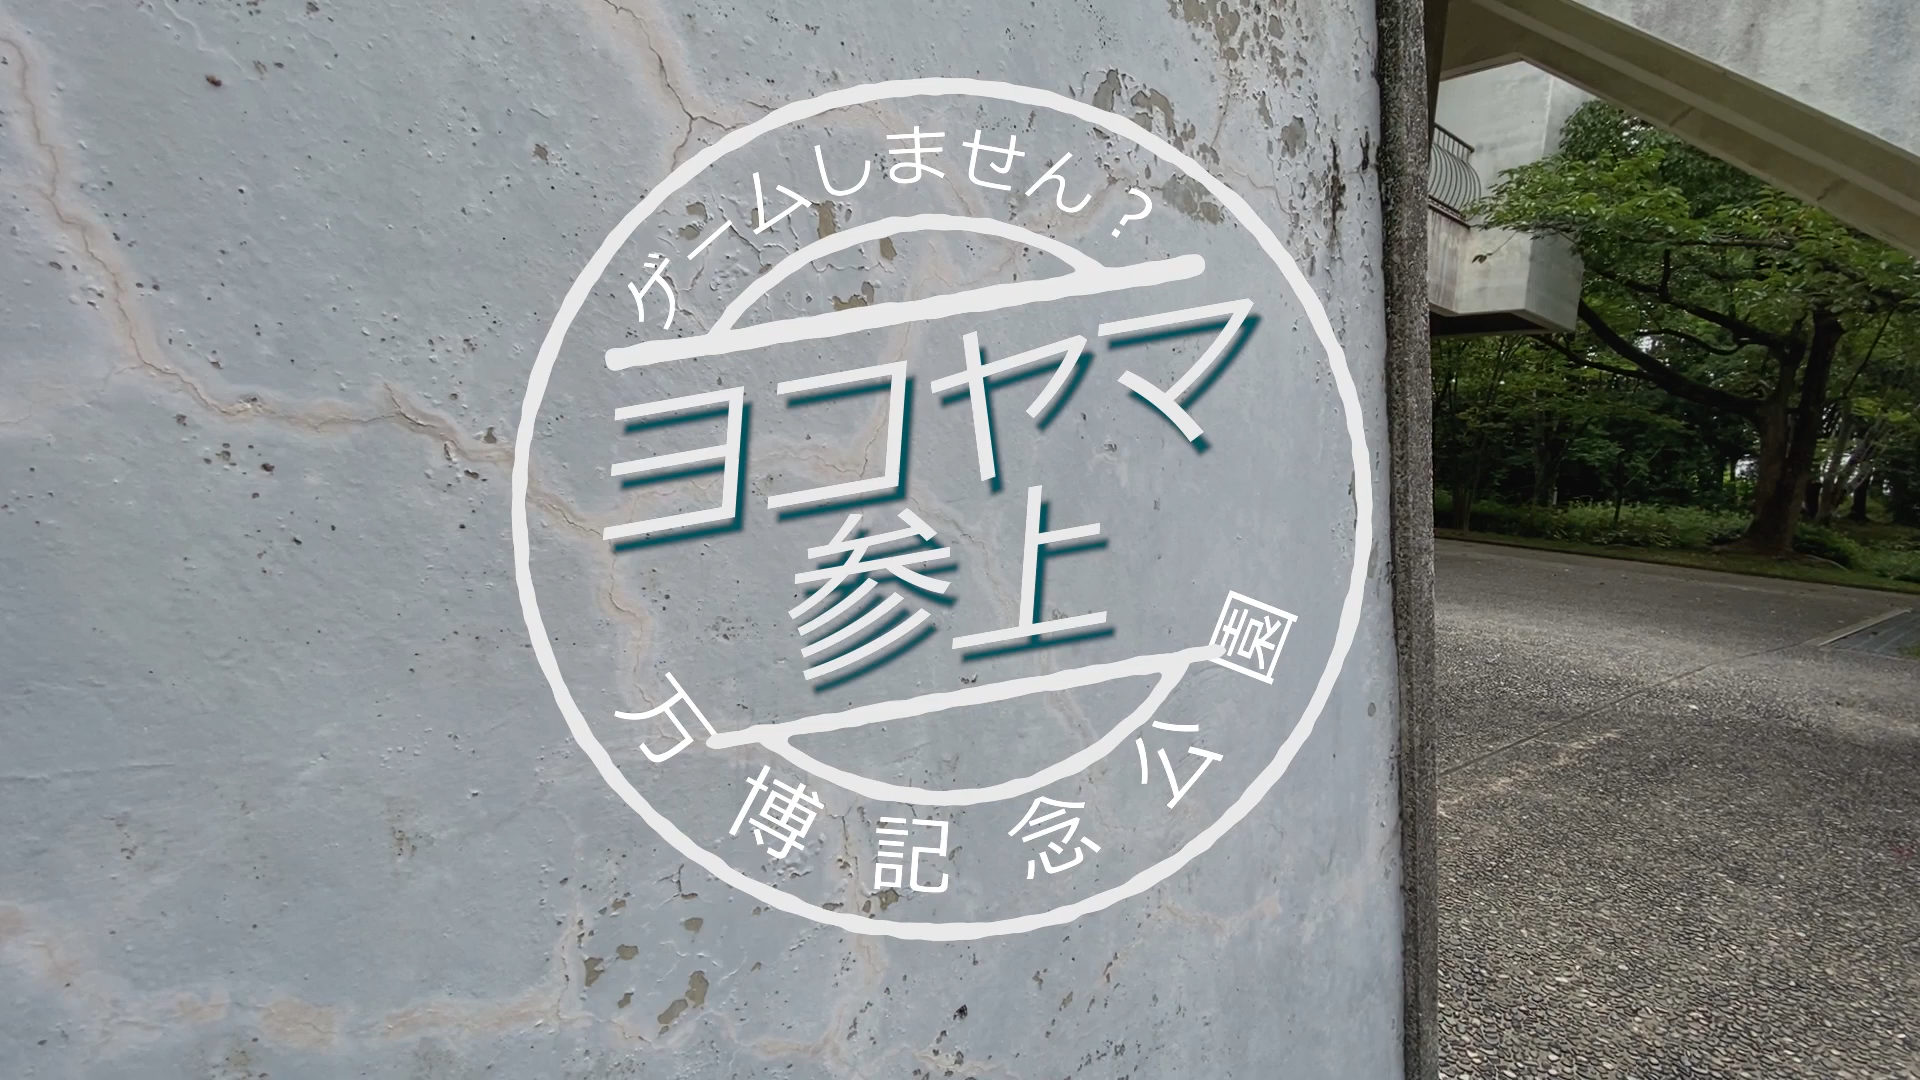 ゲームしません？
ヨコヤマ
参上
万博記念公園